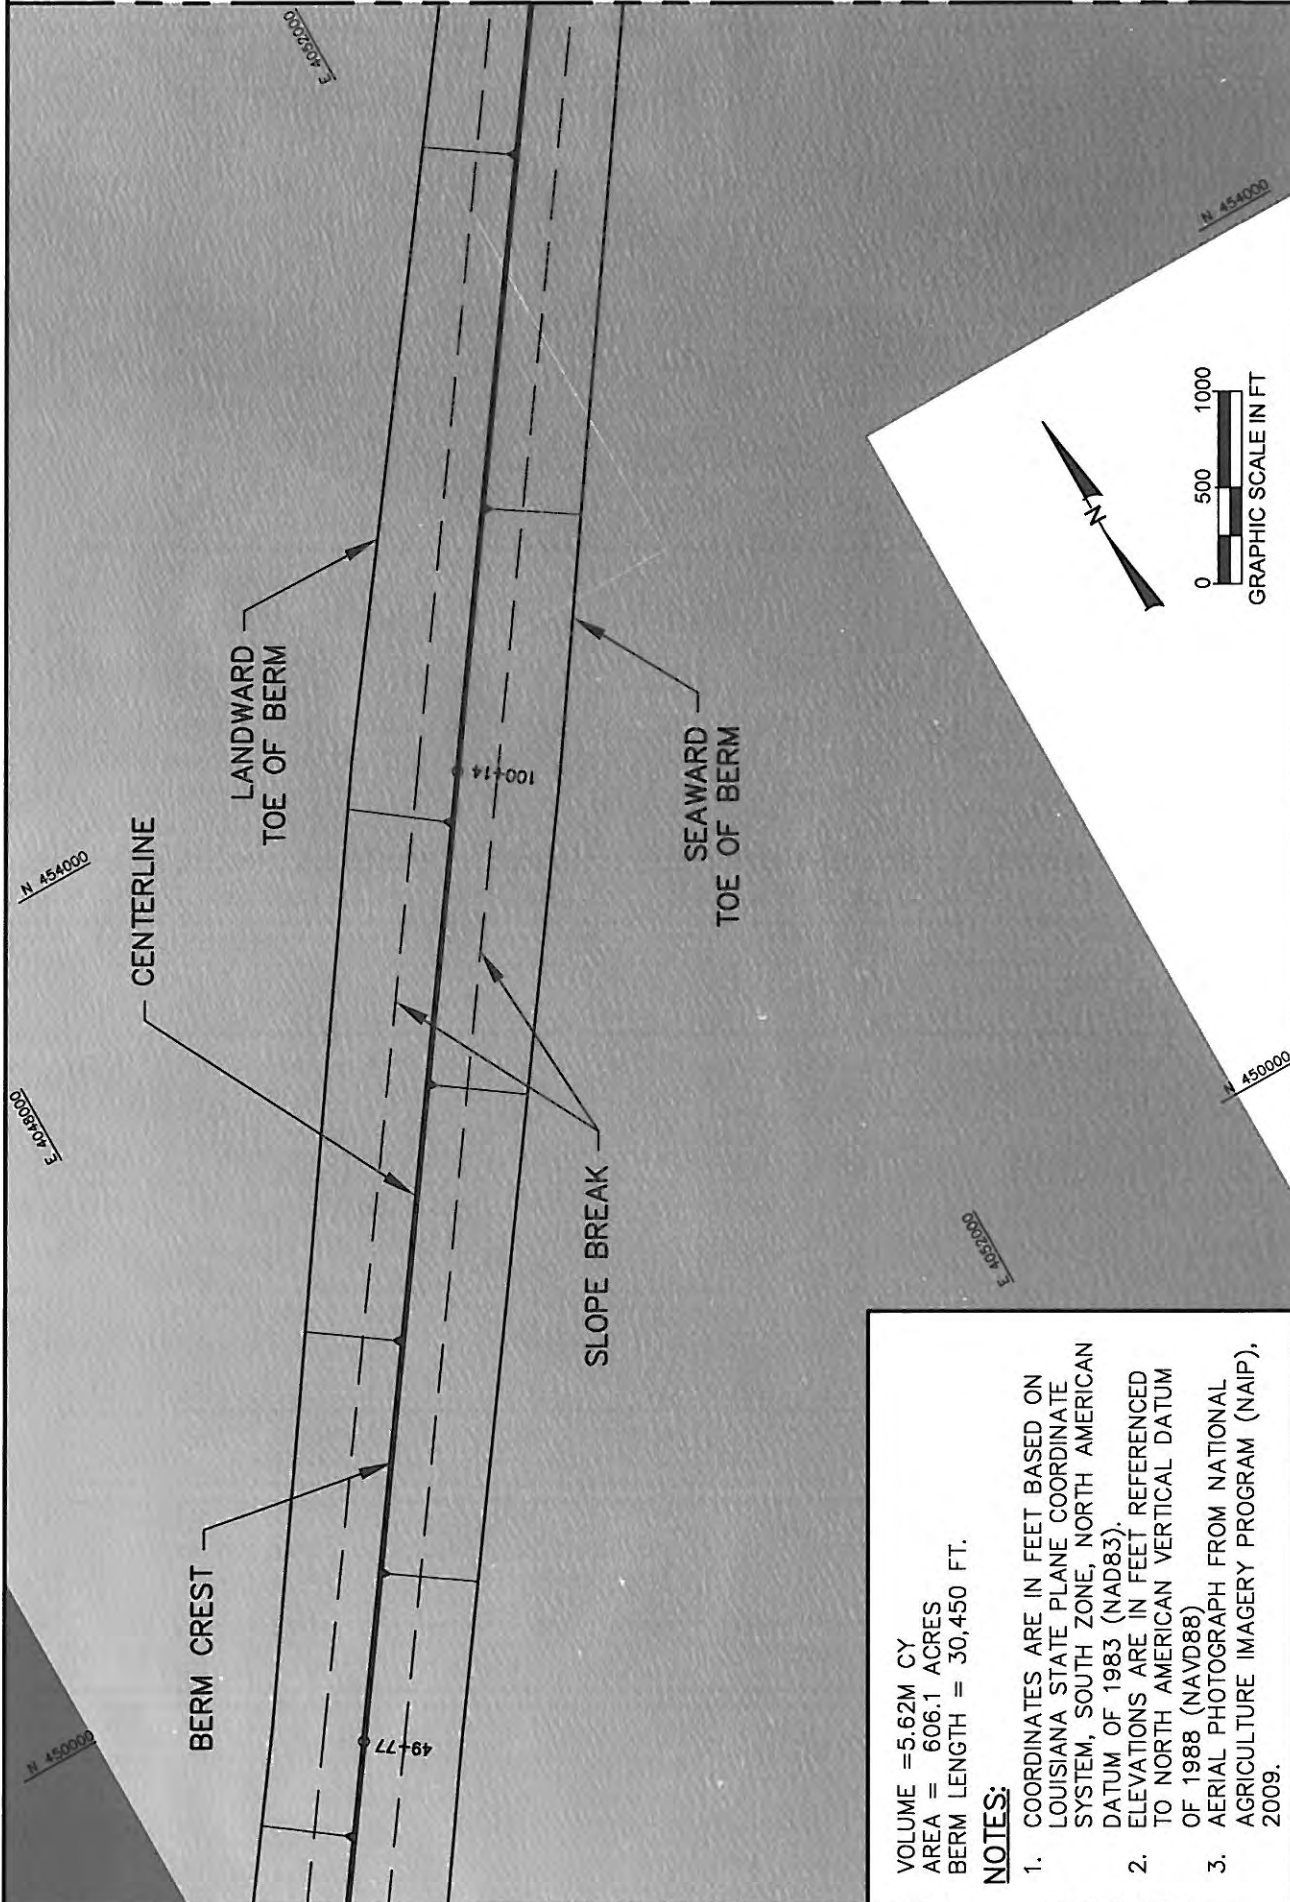 N 450000
E 4048000
N 454000
E 4052000
BERM CREST
CENTERLINE
LANDWARD
TOE OF BERM
49+77
100+14
SLOPE BREAK
SEAWARD
TOE OF BERM
E 4052000
N 450000
N 454000
N
0 500 1000
GRAPHIC SCALE IN FT
VOLUME =5.62M CY
AREA = 606.1 ACRES
BERM LENGTH = 30,450 FT.
NOTES:
1. COORDINATES ARE IN FEET BASED ON
LOUISIANA STATE PLANE COORDINATE
SYSTEM, SOUTH ZONE, NORTH AMERICAN
DATUM OF 1983 (NAD83).
2. ELEVATIONS ARE IN FEET REFERENCED
TO NORTH AMERICAN VERTICAL DATUM
OF 1988 (NAVD88)
3. AERIAL PHOTOGRAPH FROM NATIONAL
AGRICULTURE IMAGERY PROGRAM (NAIP),
2009.